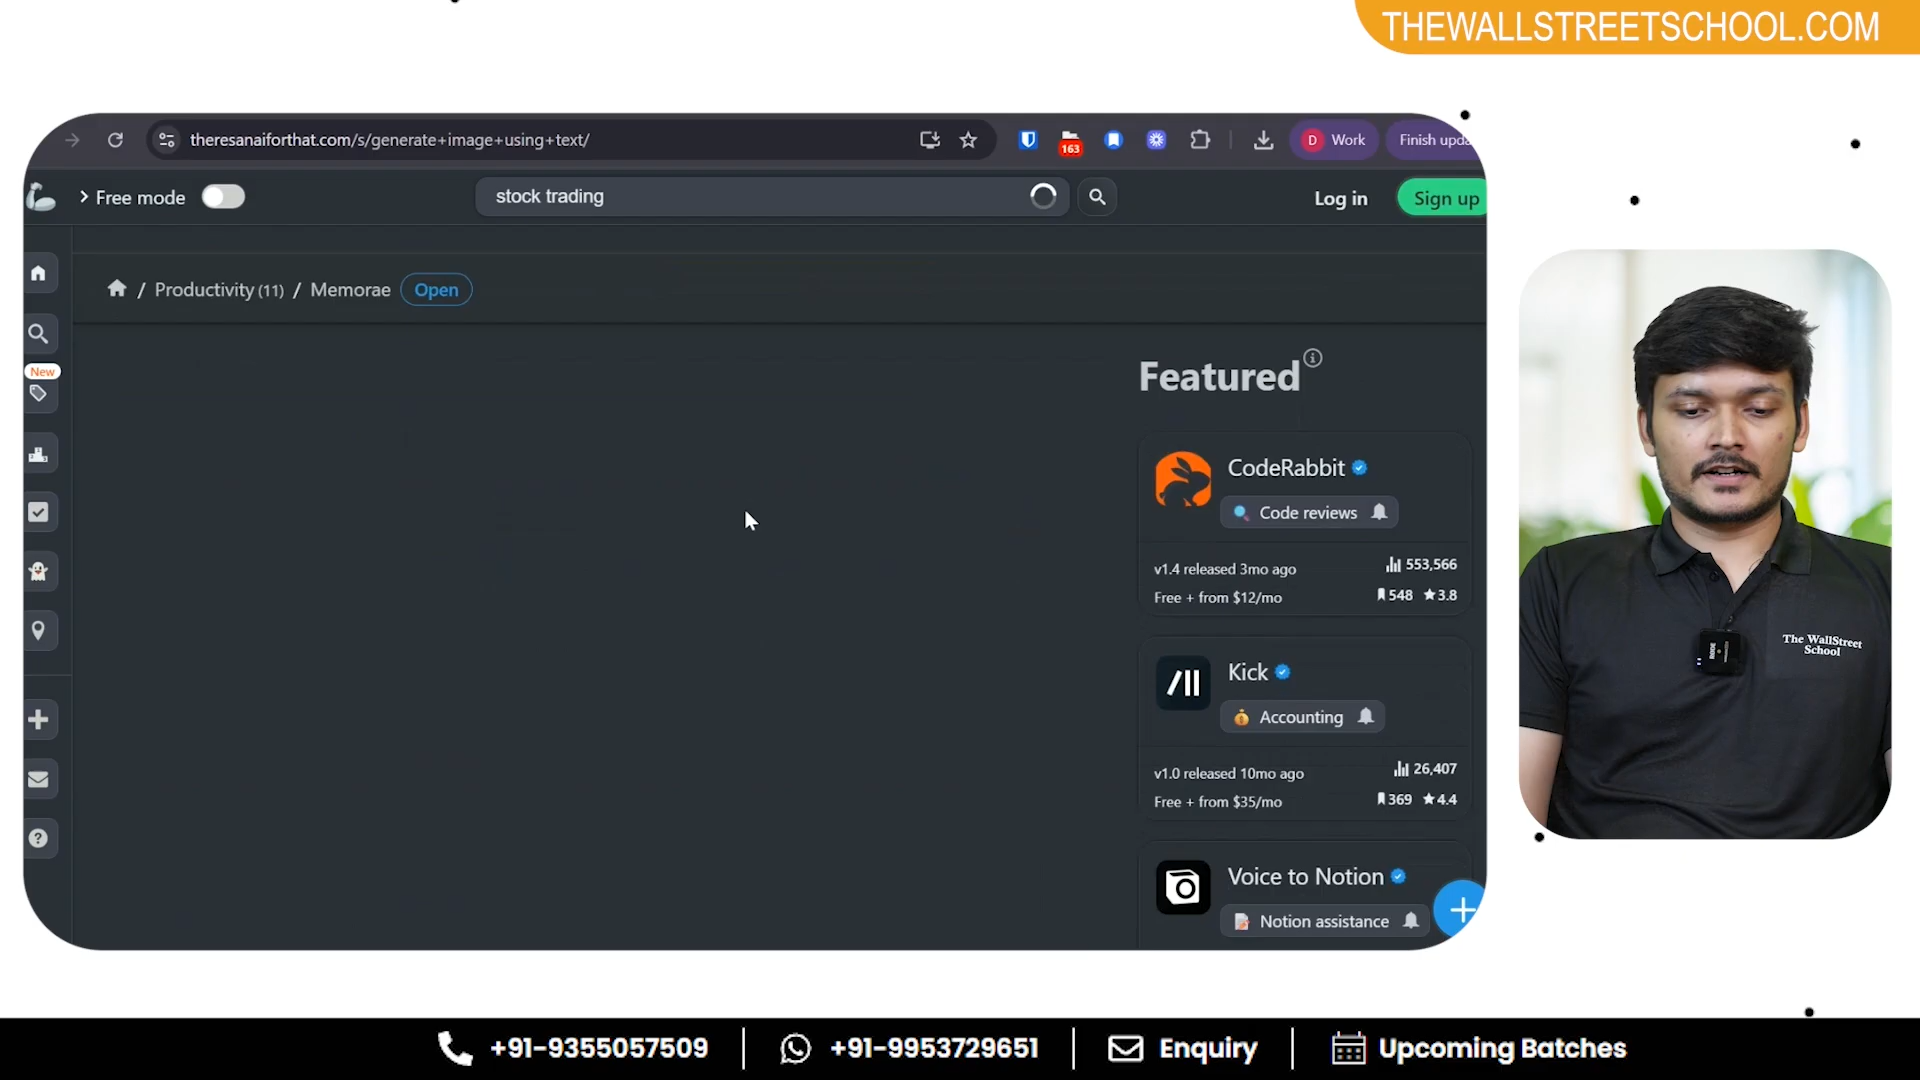 THEWALLSTREETSCHOOL.COM
theresanaiforthat.com/s/generate+image+using+text/
163
D Work
Finish upda
Free mode
stock trading
Log in
Sign up
/ Productivity (11) / Memorae Open
New
Featured
CodeRabbit
Code reviews
v1.4 released 3mo ago 553,566
Free + from $12/mo 548 3.8
Kick
Accounting
v1.0 released 10mo ago 26,407
Free + from $35/mo 369 4.4
Voice to Notion
Notion assistance
The WallStreet
School
+91-9355057509 +91-9953729651 Enquiry Upcoming Batches